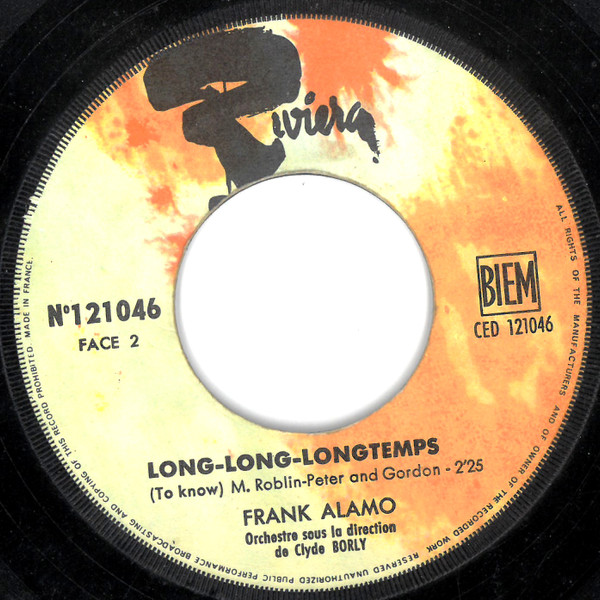 Riviera
N° 121046
FACE 2
BIEM
CED 121046
LONG-LONG-LONGTEMPS
(To know) M. Roblin-Peter and Gordon - 2'25
FRANK ALAMO
Orchestre sous la direction
de Clyde BORLY
ALL RIGHTS OF THE MANUFACTURERS AND OF OWNER OF THE RECORDED WORK RESERVED UNAUTHORIZED PUBLIC PERFORMANCE BROADCASTING AND COPYING OF THIS RECORD PROHIBITED. MADE IN FRANCE.